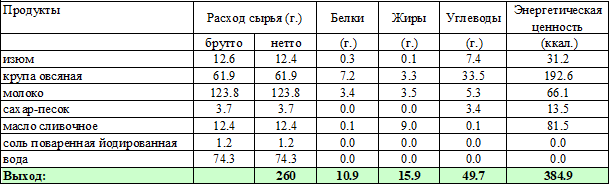 Продукты Расход сырья (г.) Белки Жиры Углеводы Энергетическая ценность
брутто нетто (г.) (г.) (г.) (ккал.)
изюм 12.6 12.4 0.3 0.1 7.4 31.2
крупа овсяная 61.9 61.9 7.2 3.3 33.5 192.6
молоко 123.8 123.8 3.4 3.5 5.3 66.1
сахар-песок 3.7 3.7 0.0 0.0 3.4 13.5
масло сливочное 12.4 12.4 0.1 9.0 0.1 81.5
соль поваренная йодированная 1.2 1.2 0.0 0.0 0.0 0.0
вода 74.3 74.3 0.0 0.0 0.0 0.0
Выход: 260 10.9 15.9 49.7 384.9